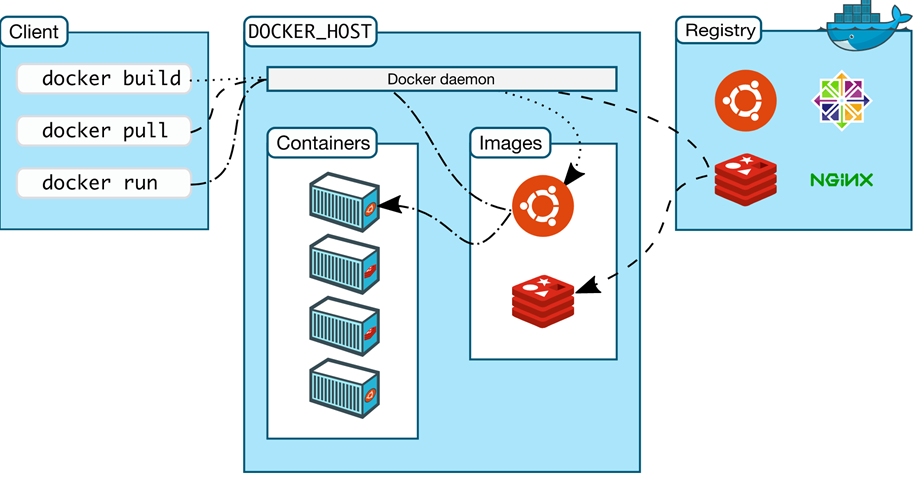 Client
docker build
docker pull
docker run
DOCKER_HOST
Docker daemon
Containers
Images
Registry
NGINX